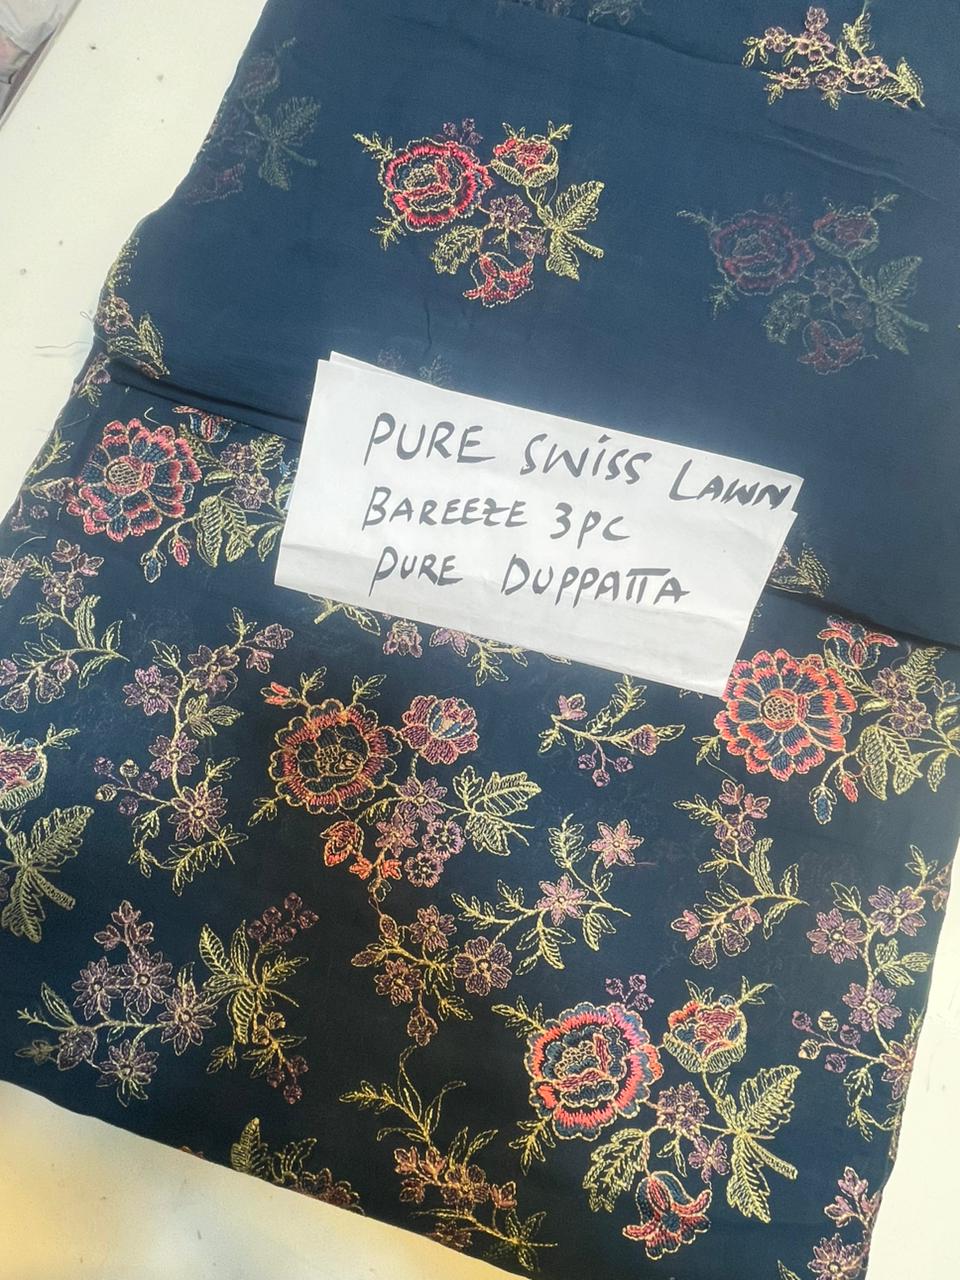 PURE SWiSS LAWN
BAREEZE 3PC
PURE DUPPATTA